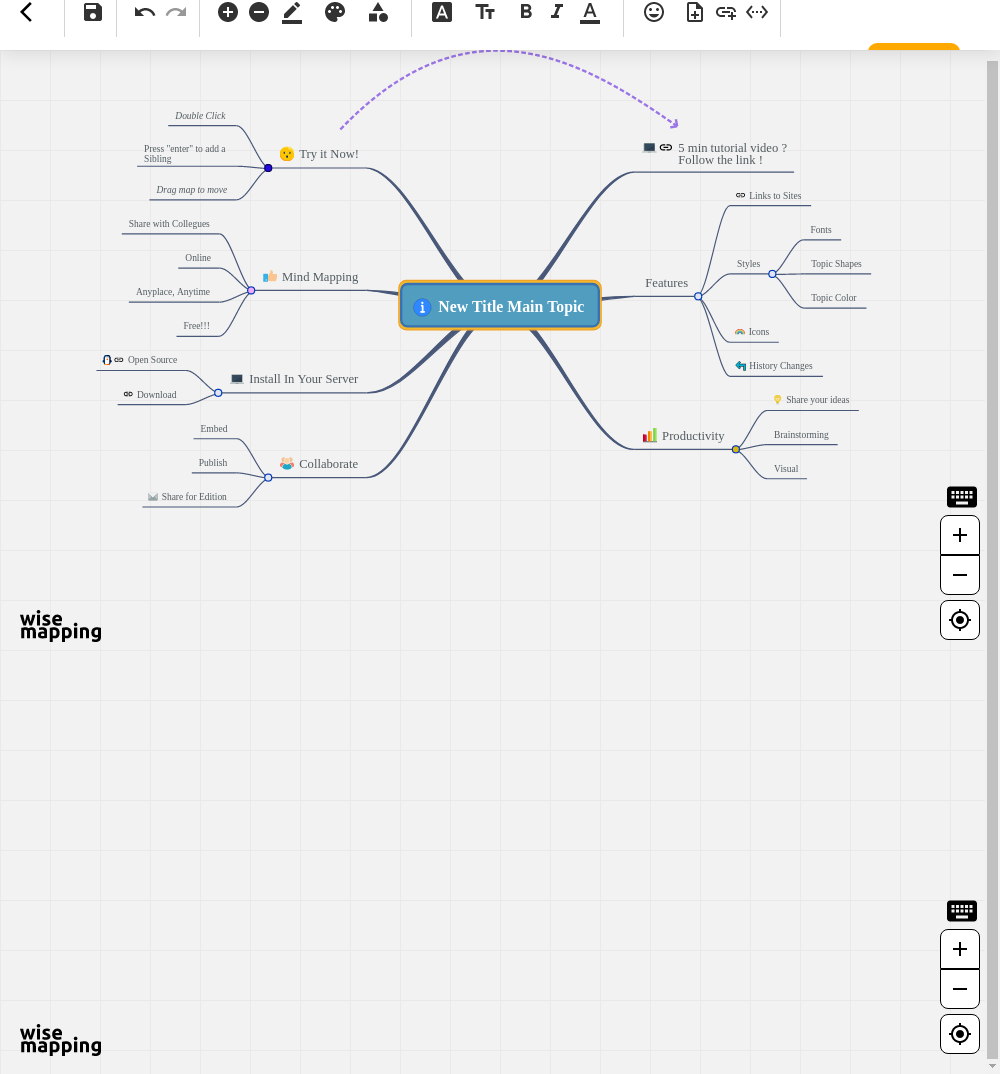 Double Click
Press "enter" to add a
Sibling
Drag map to move
Try it Now!
5 min tutorial video ?
Follow the link !
Share with Collegues
Online
Anyplace, Anytime
Free!!!
Mind Mapping
New Title Main Topic
Features
Links to Sites
Styles
Fonts
Topic Shapes
Topic Color
Icons
History Changes
Open Source
Download
Install In Your Server
Embed
Publish
Share for Edition
Collaborate
Productivity
Share your ideas
Brainstorming
Visual
wise
mapping
wise
mapping